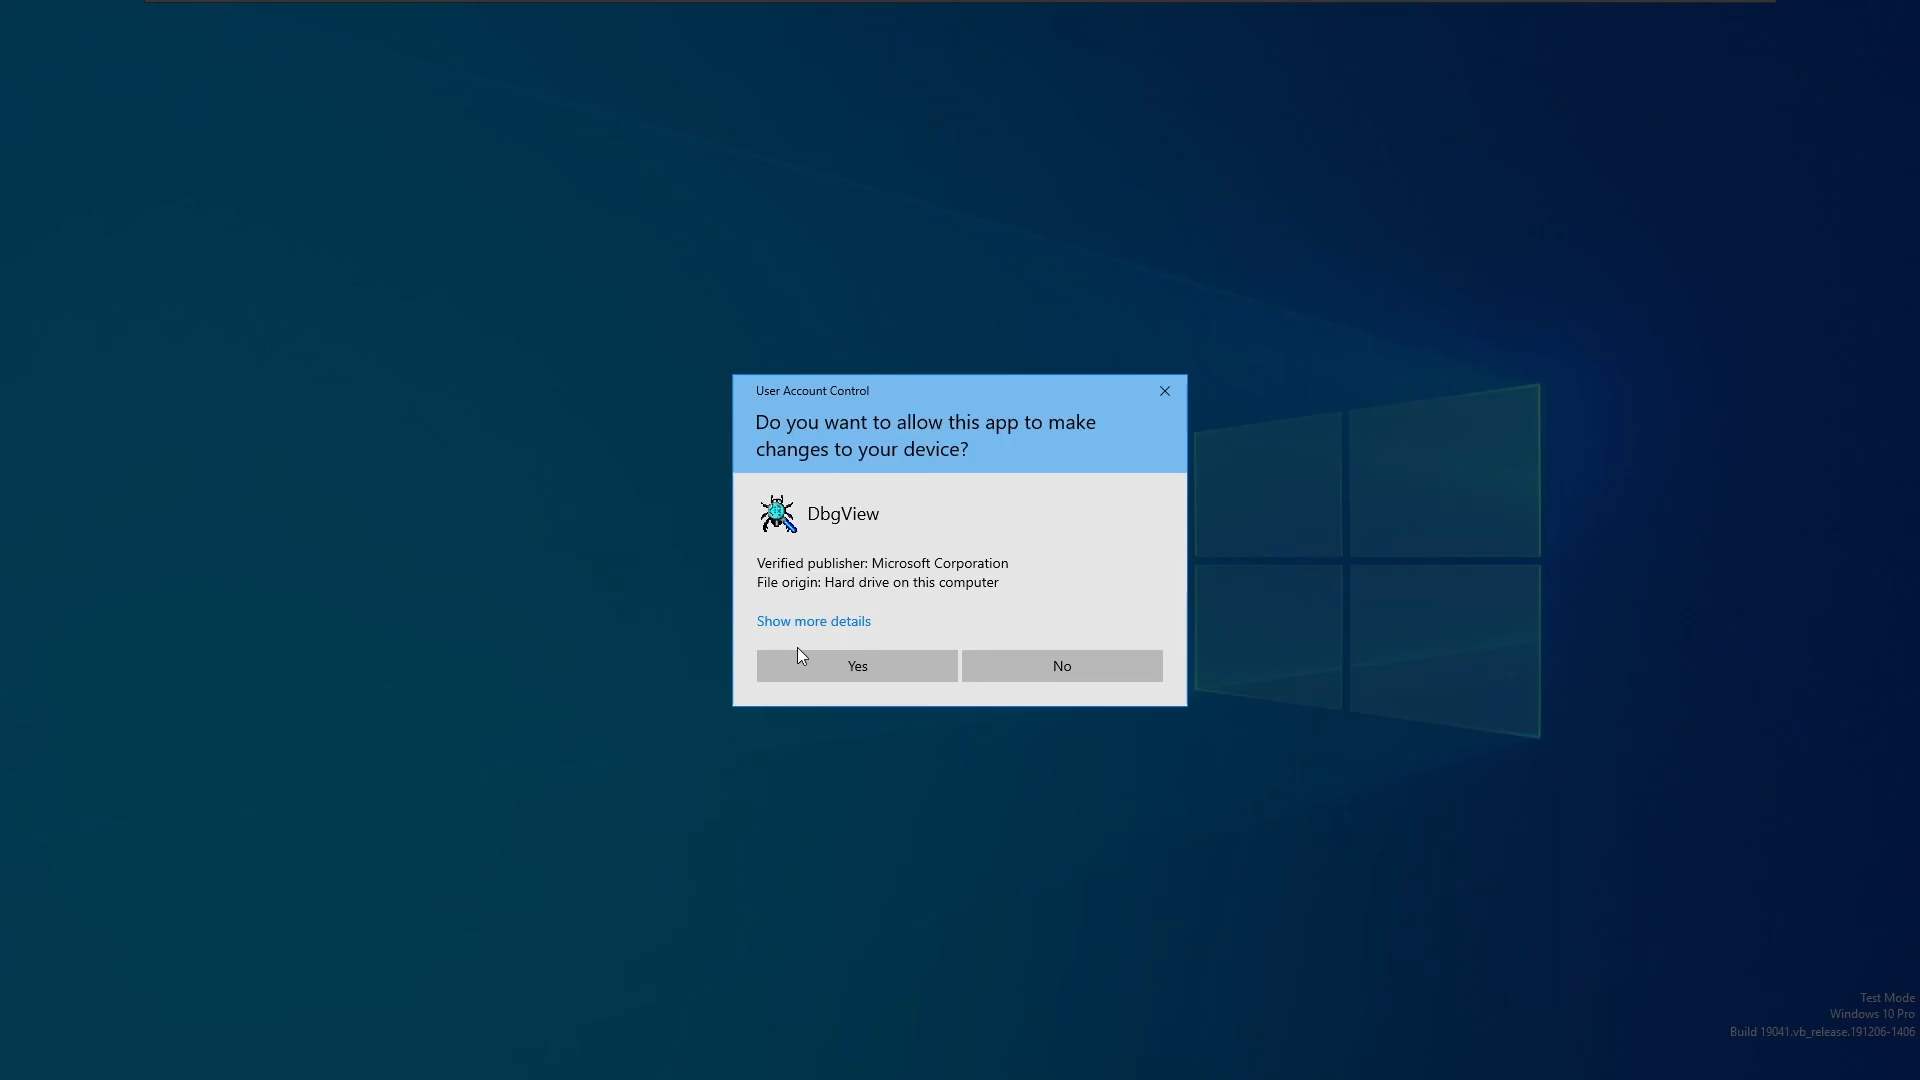 User Account Control
Do you want to allow this app to make
changes to your device?
DbgView
Verified publisher: Microsoft Corporation
File origin: Hard drive on this computer
Show more details
Yes
No
Test Mode
Windows 10 Pro
Build 19041.vb_release.191206-1406